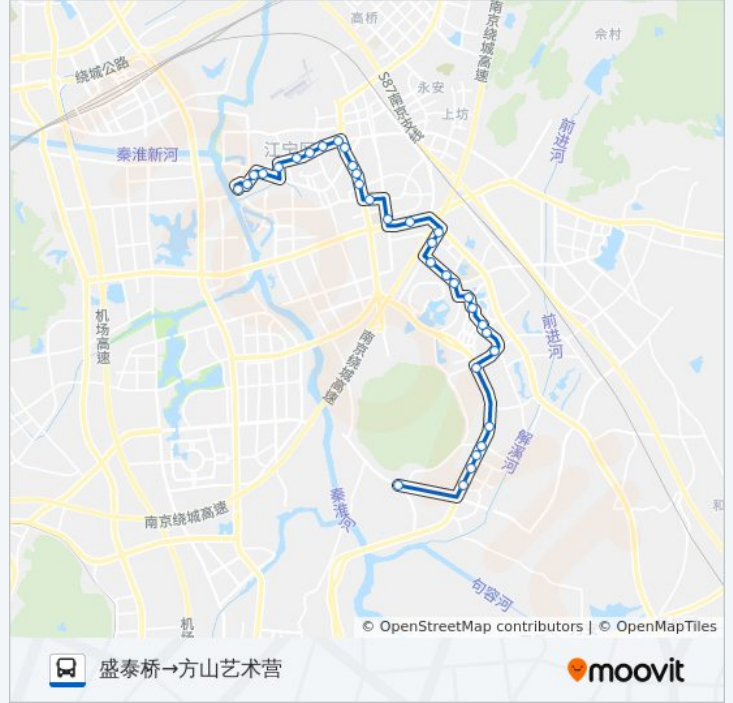 高桥
佘村
南京绕城高速
绕城公路
S87南京支线
永安
上坊
前进河
秦淮新河
江宁区
机场高速
前进河
南京绕城高速
解溪河
秦淮河
和
南京绕城高速
句容河
机场
© OpenStreetMap contributors | © OpenMapTiles
盛泰桥→方山艺术营
moovit